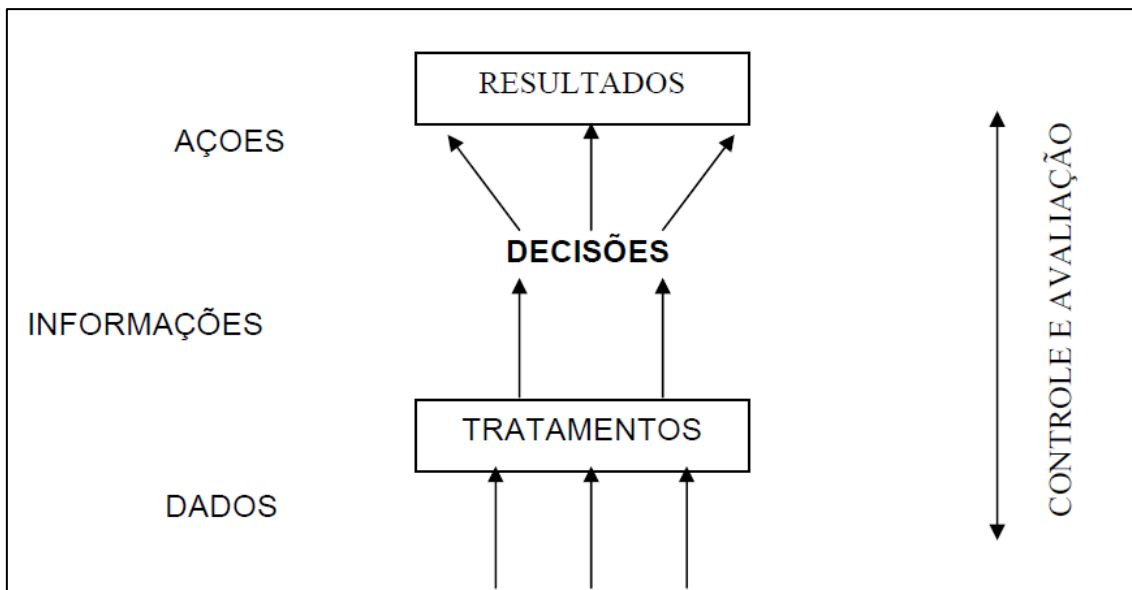 RESULTADOS
AÇOES
DECISÕES
INFORMAÇÕES
TRATAMENTOS
DADOS
CONTROLE E AVALIAÇÃO